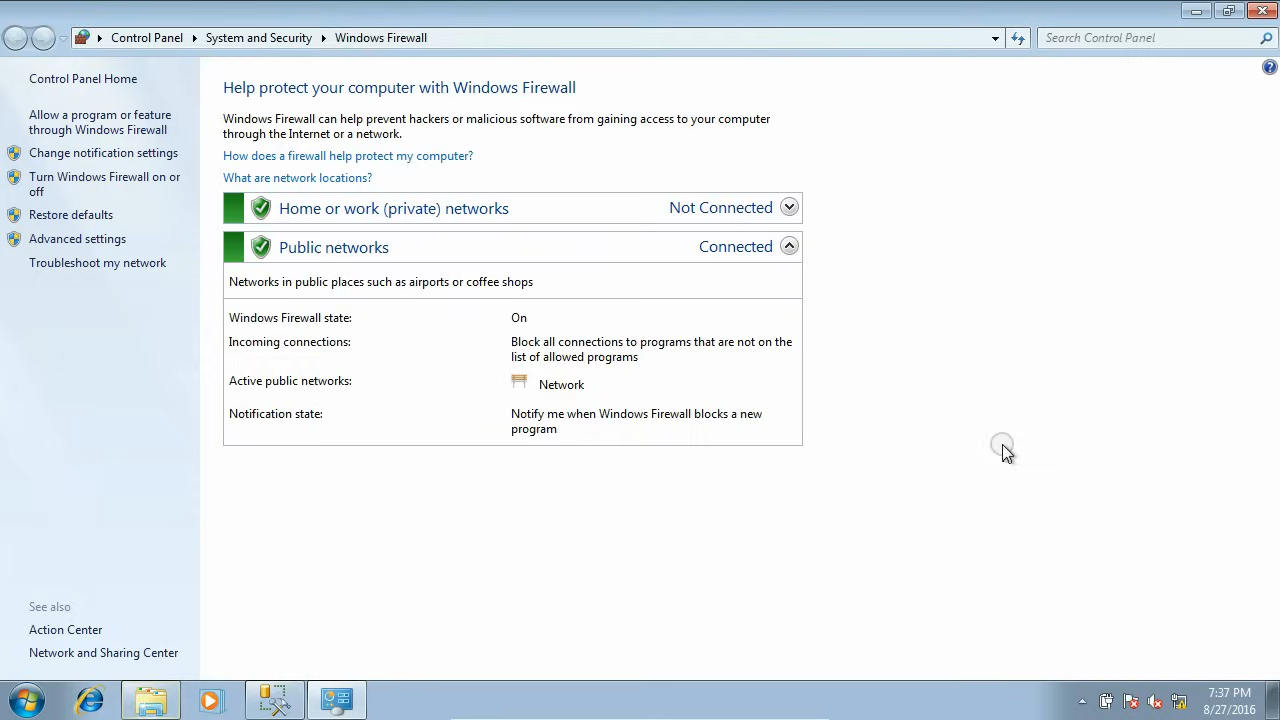 Control Panel
System and Security
Windows Firewall
Search Control Panel
Control Panel Home
Allow a program or feature
through Windows Firewall
Change notification settings
Turn Windows Firewall on or
off
Restore defaults
Advanced settings
Troubleshoot my network
See also
Action Center
Network and Sharing Center
Help protect your computer with Windows Firewall
Windows Firewall can help prevent hackers or malicious software from gaining access to your computer
through the Internet or a network.
How does a firewall help protect my computer?
What are network locations?
Home or work (private) networks Not Connected
Public networks Connected
Networks in public places such as airports or coffee shops
Windows Firewall state: On
Incoming connections: Block all connections to programs that are not on the
list of allowed programs
Active public networks: Network
Notification state: Notify me when Windows Firewall blocks a new
program
7:37 PM
8/27/2016